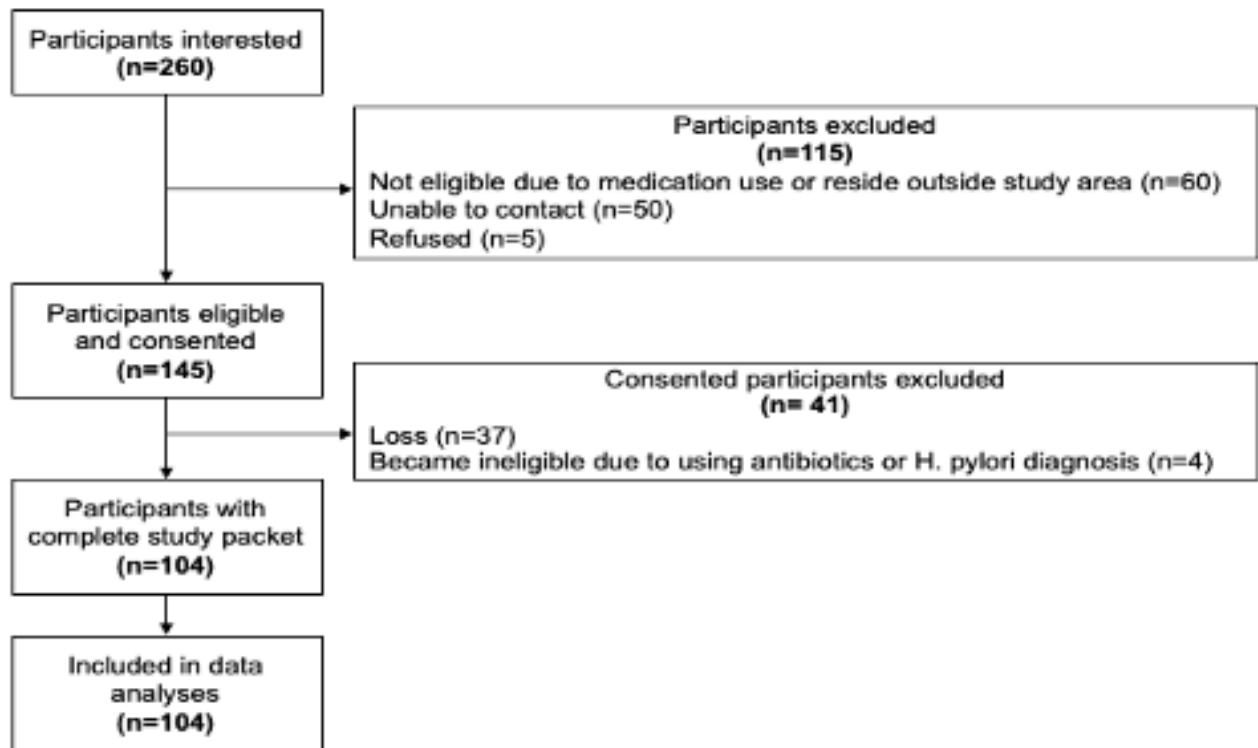 Participants interested
(n=260)
Participants excluded
(n=115)
Not eligible due to medication use or reside outside study area (n=60)
Unable to contact (n=50)
Refused (n=5)
Participants eligible
and consented
(n=145)
Consented participants excluded
(n= 41)
Loss (n=37)
Became ineligible due to using antibiotics or H. pylori diagnosis (n=4)
Participants with
complete study packet
(n=104)
Included in data
analyses
(n=104)